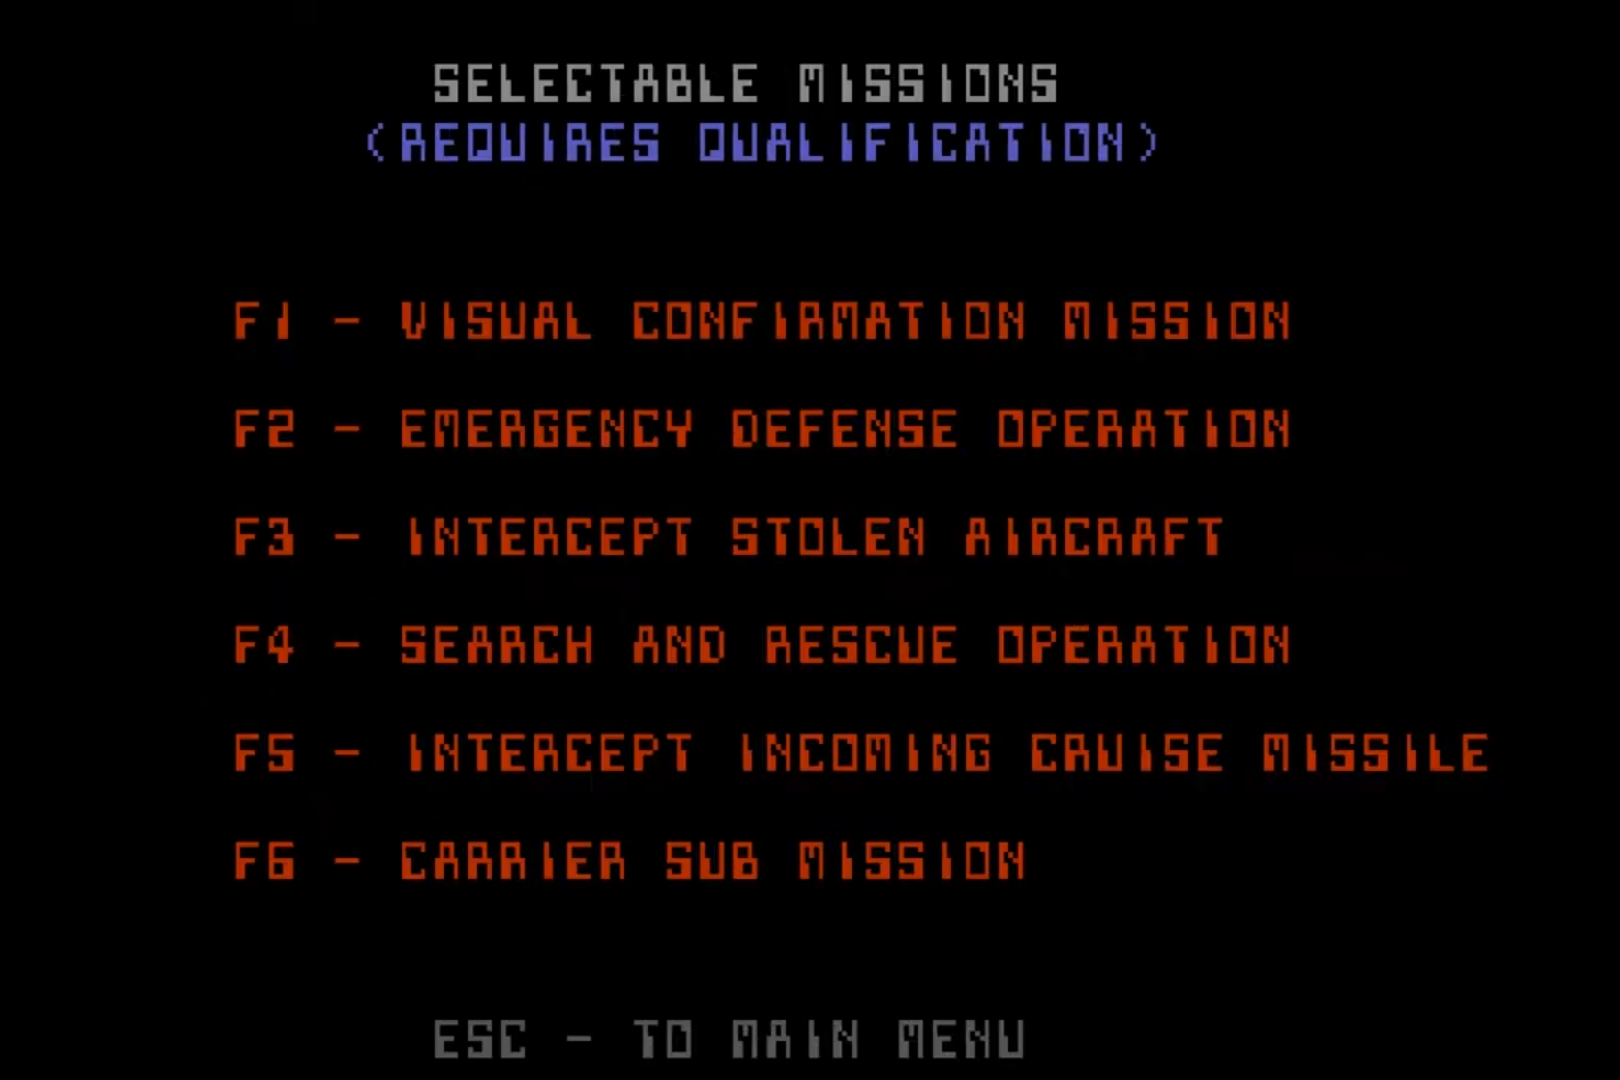 SELECTABLE MISSIONS
(REQUIRES QUALIFICATION)
F1 - VISUAL CONFIRMATION MISSION
F2 - EMERGENCY DEFENSE OPERATION
F3 - INTERCEPT STOLEN AIRCRAFT
F4 - SEARCH AND RESCUE OPERATION
F5 - INTERCEPT INCOMING CRUISE MISSILE
F6 - CARRIER SUB MISSION
ESC - TO MAIN MENU